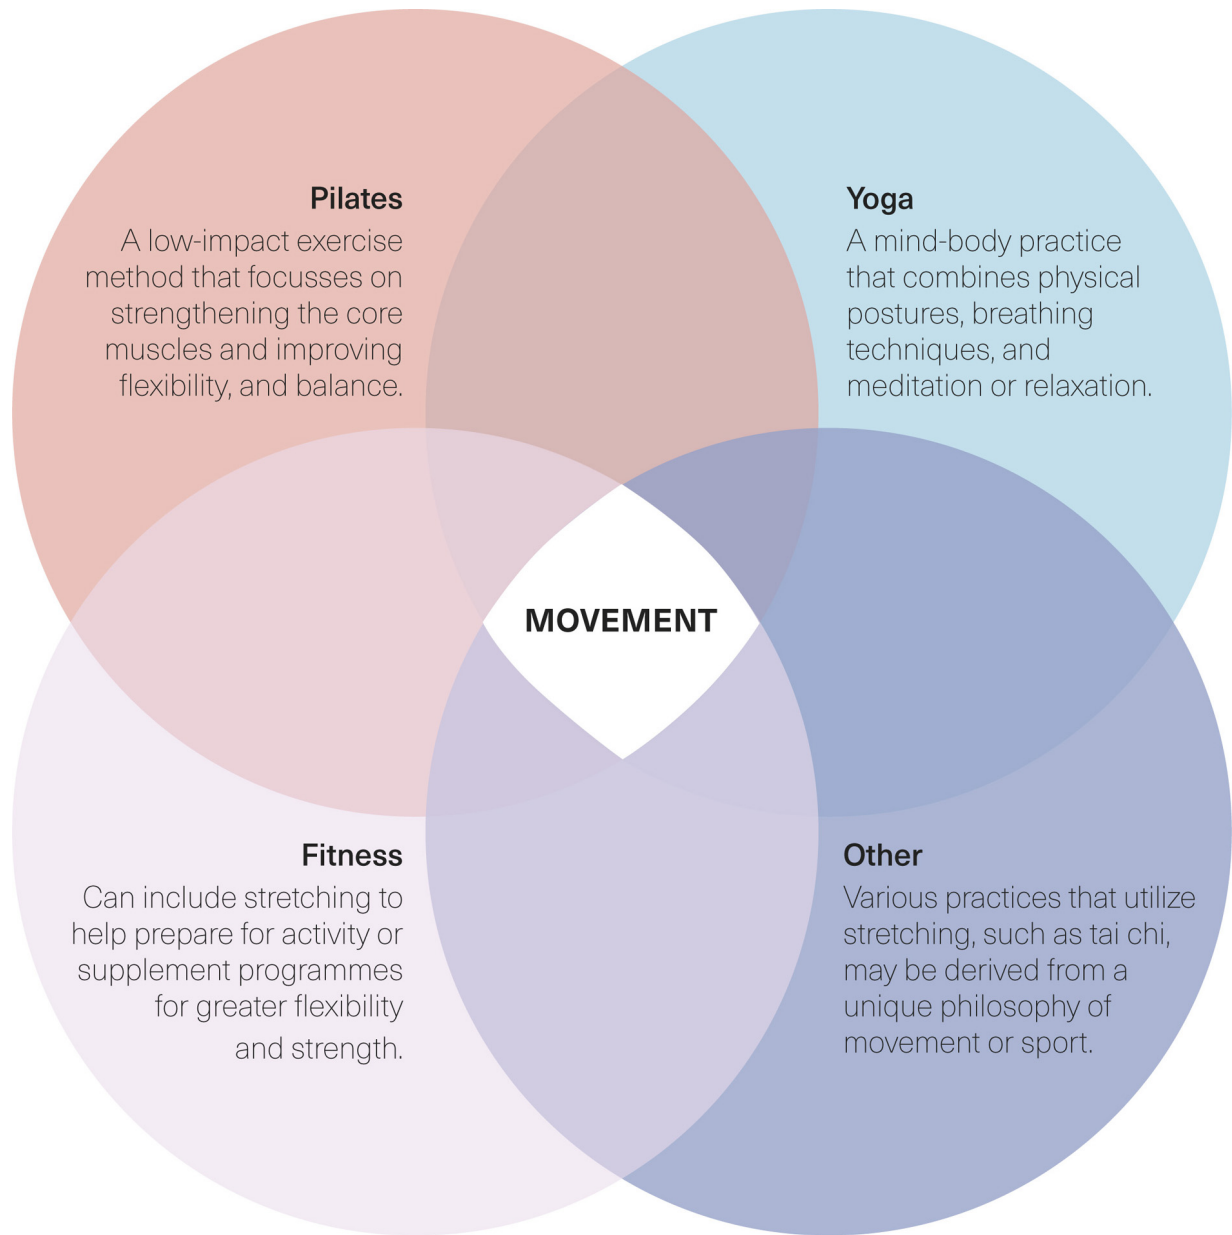 Pilates
A low-impact exercise
method that focusses on
strengthening the core
muscles and improving
flexibility, and balance.
Yoga
A mind-body practice
that combines physical
postures, breathing
techniques, and
meditation or relaxation.
MOVEMENT
Fitness
Can include stretching to
help prepare for activity or
supplement programmes
for greater flexibility
and strength.
Other
Various practices that utilize
stretching, such as tai chi,
may be derived from a
unique philosophy of
movement or sport.